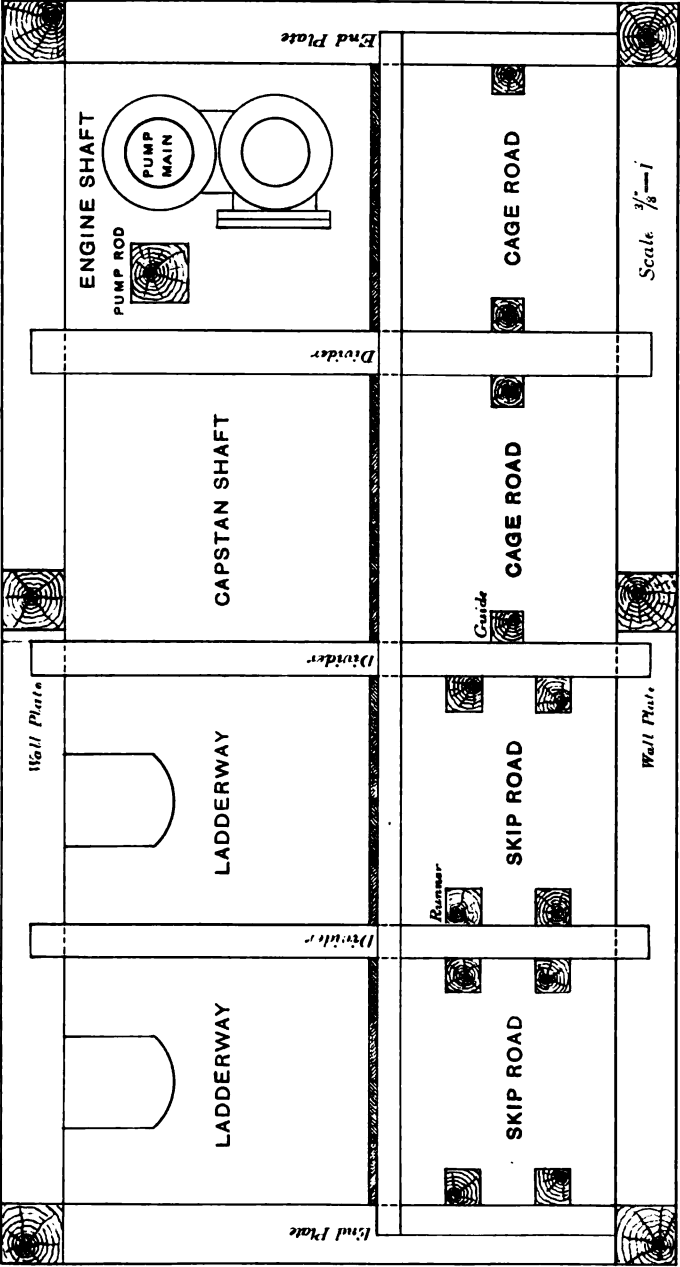 End Plate
ENGINE SHAFT
PUMP
MAIN
PUMP ROD
CAGE ROAD
Scale 3/8"—1'
Divider
CAPSTAN SHAFT
CAGE ROAD
Guide
Divider
Wall Plate
Wall Plate
LADDERWAY
SKIP ROAD
Runner
Divider
LADDERWAY
SKIP ROAD
End Plate